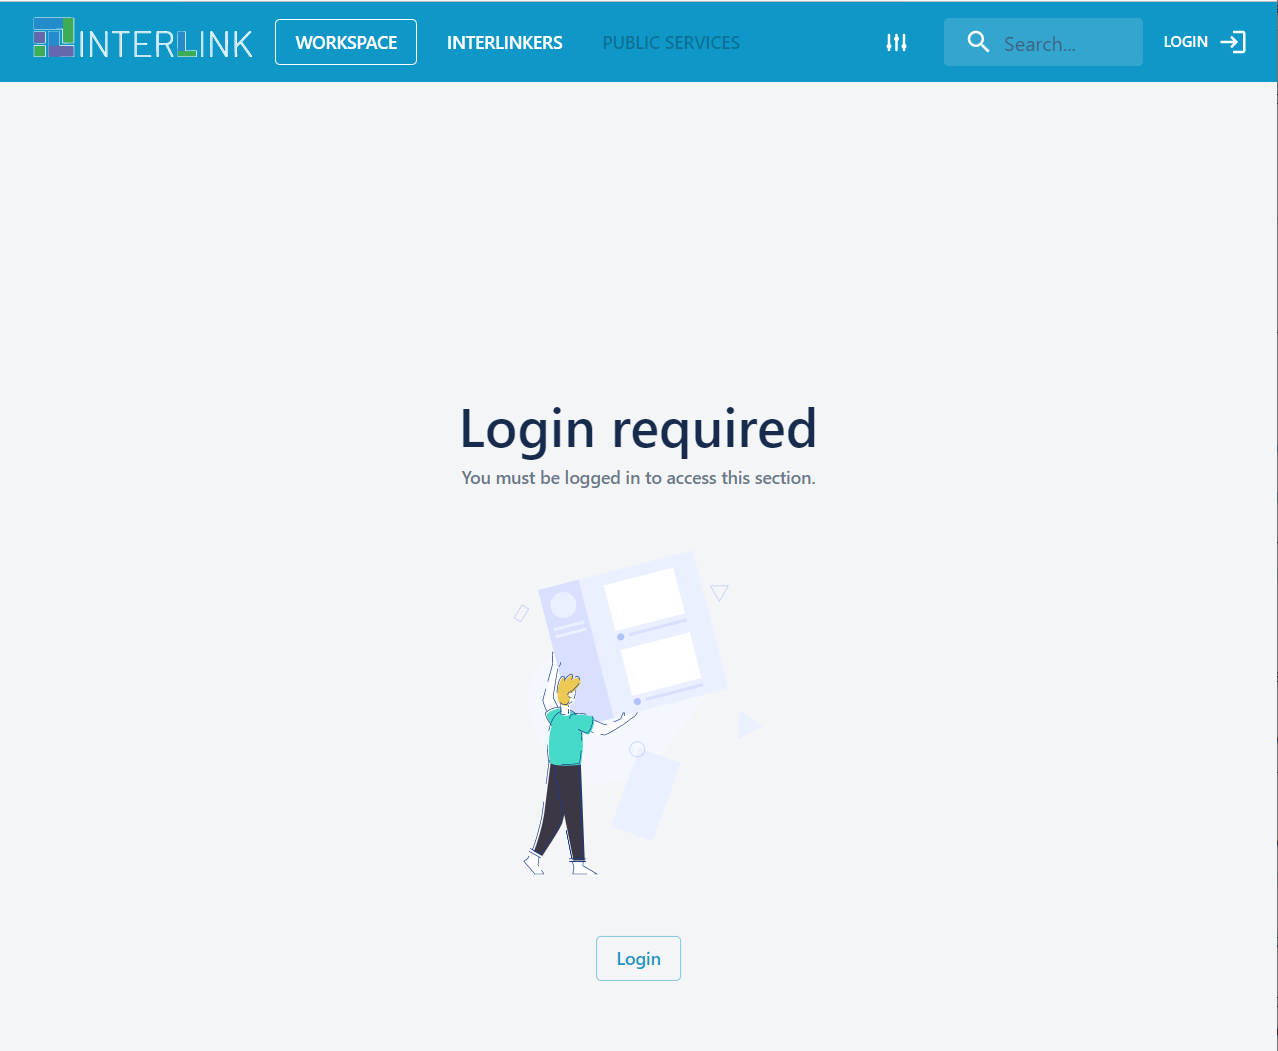 INTERLINK
WORKSPACE
INTERLINKERS
PUBLIC SERVICES
Search...
LOGIN
Login required
You must be logged in to access this section.
Login